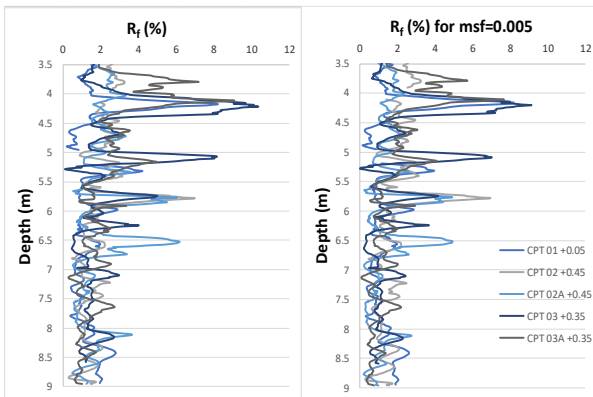 R_f (%)
0 2 4 6 8 10 12
3.5
4
4.5
5
5.5
6
6.5
7
7.5
8
8.5
9
Depth (m)
R_f (%) for msf=0.005
0 2 4 6 8 10 12
3.5
4
4.5
5
5.5
6
6.5
7
7.5
8
8.5
9
Depth (m)
CPT 01 +0.05
CPT 02 +0.45
CPT 02A +0.45
CPT 03 +0.35
CPT 03A +0.35